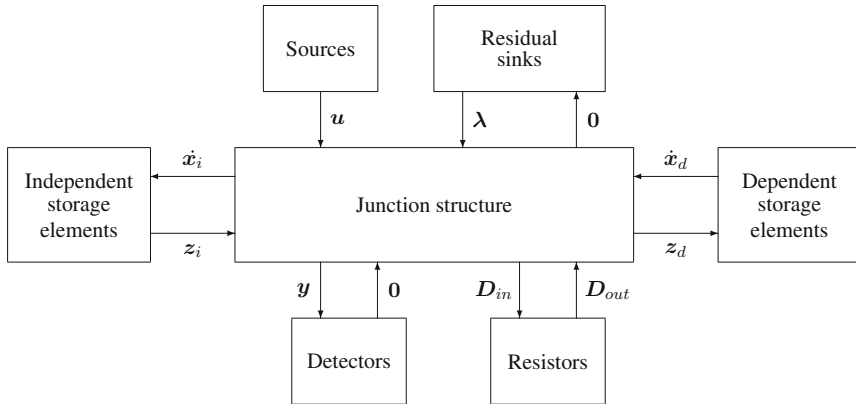 Sources
Residual
sinks
u
λ
0
ẋ_i
ẋ_d
Independent
storage
elements
Junction structure
Dependent
storage
elements
z_i
z_d
y
0
D_in
D_out
Detectors
Resistors